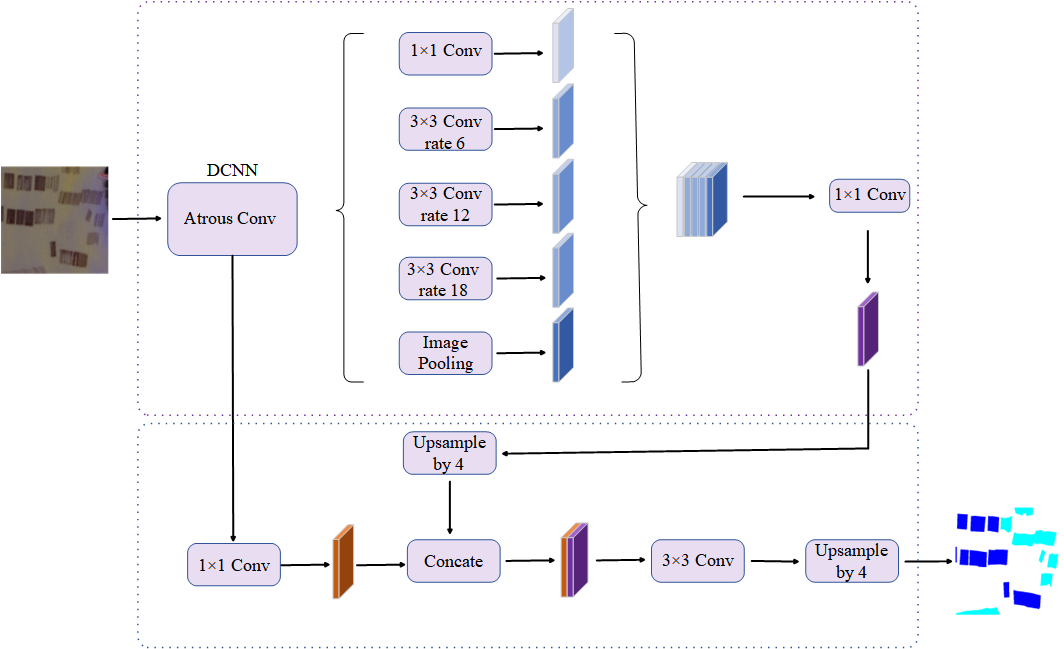 DCNN
Atrous Conv
1×1 Conv
3×3 Conv
rate 6
3×3 Conv
rate 12
3×3 Conv
rate 18
Image
Pooling
1×1 Conv
Upsample
by 4
1×1 Conv
Concate
3×3 Conv
Upsample
by 4